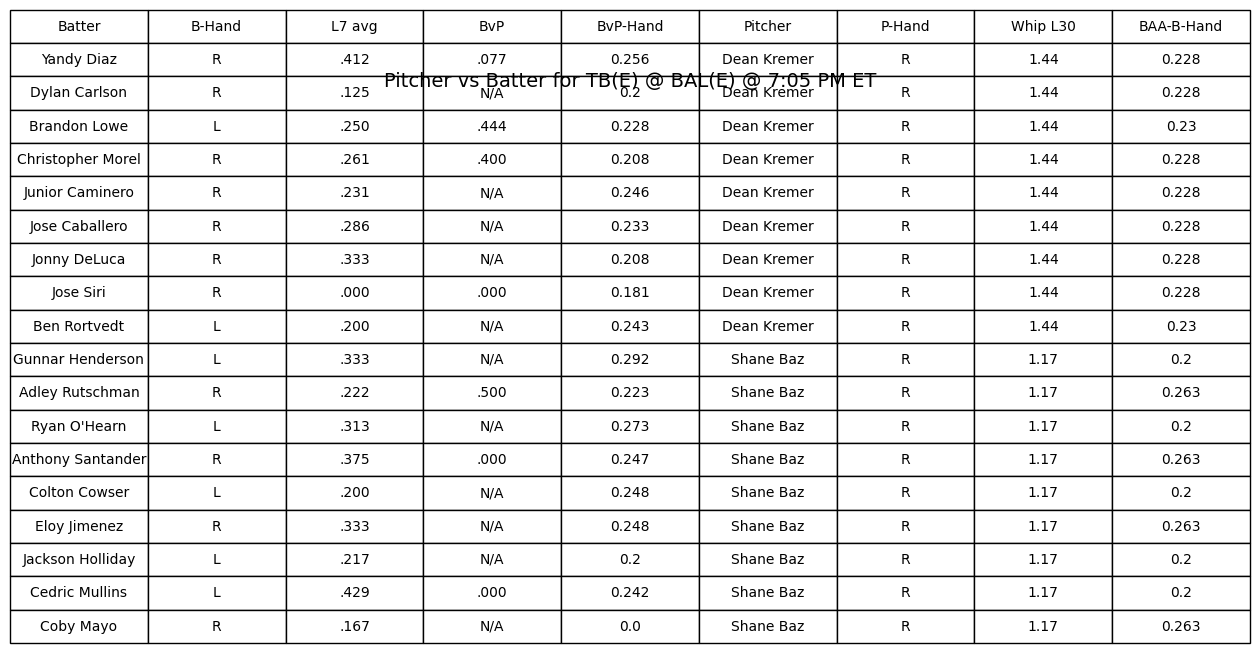 Batter B-Hand L7 avg BvP BvP-Hand Pitcher P-Hand Whip L30 BAA-B-Hand
Yandy Diaz R .412 .077 0.256 Dean Kremer R 1.44 0.228
Pitcher vs Batter for TB(E) @ BAL(E) @ 7:05 PM ET
Dylan Carlson R .125 N/A 0.2 Dean Kremer R 1.44 0.228
Brandon Lowe L .250 .444 0.228 Dean Kremer R 1.44 0.23
Christopher Morel R .261 .400 0.208 Dean Kremer R 1.44 0.228
Junior Caminero R .231 N/A 0.246 Dean Kremer R 1.44 0.228
Jose Caballero R .286 N/A 0.233 Dean Kremer R 1.44 0.228
Jonny DeLuca R .333 N/A 0.208 Dean Kremer R 1.44 0.228
Jose Siri R .000 .000 0.181 Dean Kremer R 1.44 0.228
Ben Rortvedt L .200 N/A 0.243 Dean Kremer R 1.44 0.23
Gunnar Henderson L .333 N/A 0.292 Shane Baz R 1.17 0.2
Adley Rutschman R .222 .500 0.223 Shane Baz R 1.17 0.263
Ryan O'Hearn L .313 N/A 0.273 Shane Baz R 1.17 0.2
Anthony Santander R .375 .000 0.247 Shane Baz R 1.17 0.263
Colton Cowser L .200 N/A 0.248 Shane Baz R 1.17 0.2
Eloy Jimenez R .333 N/A 0.248 Shane Baz R 1.17 0.263
Jackson Holliday L .217 N/A 0.2 Shane Baz R 1.17 0.2
Cedric Mullins L .429 .000 0.242 Shane Baz R 1.17 0.2
Coby Mayo R .167 N/A 0.0 Shane Baz R 1.17 0.263